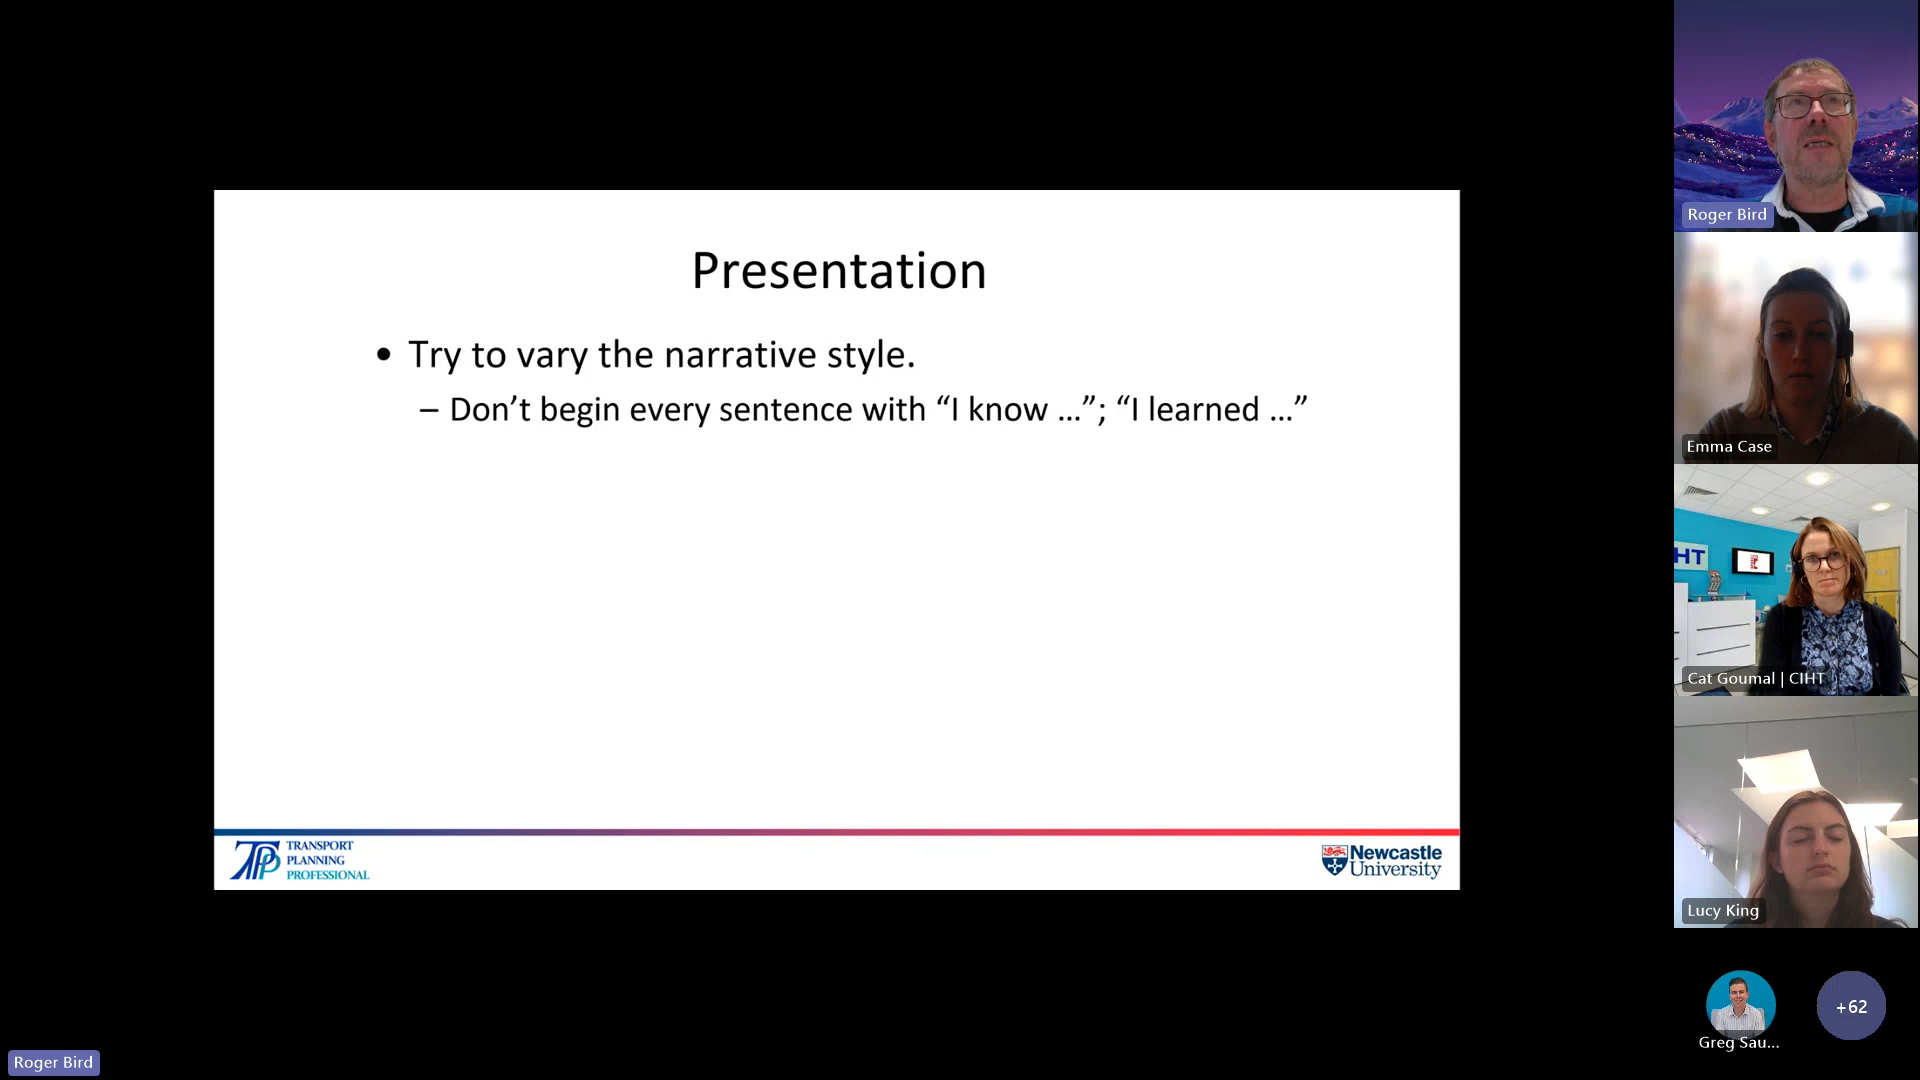 Presentation
• Try to vary the narrative style.
– Don’t begin every sentence with “I know …”; “I learned …”
TPP
TRANSPORT
PLANNING
PROFESSIONAL
Newcastle
University
Roger Bird
Emma Case
HT
Cat Goumal | CIHT
Lucy King
Greg Sau...
+62
Roger Bird